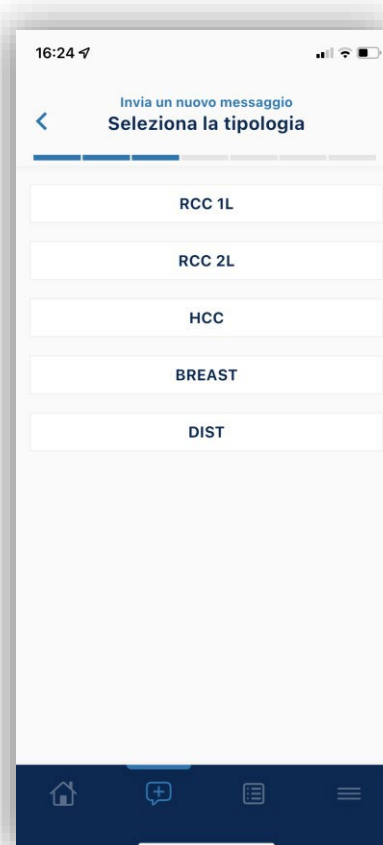 16:24
Invia un nuovo messaggio
Seleziona la tipologia
RCC 1L
RCC 2L
HCC
BREAST
DIST